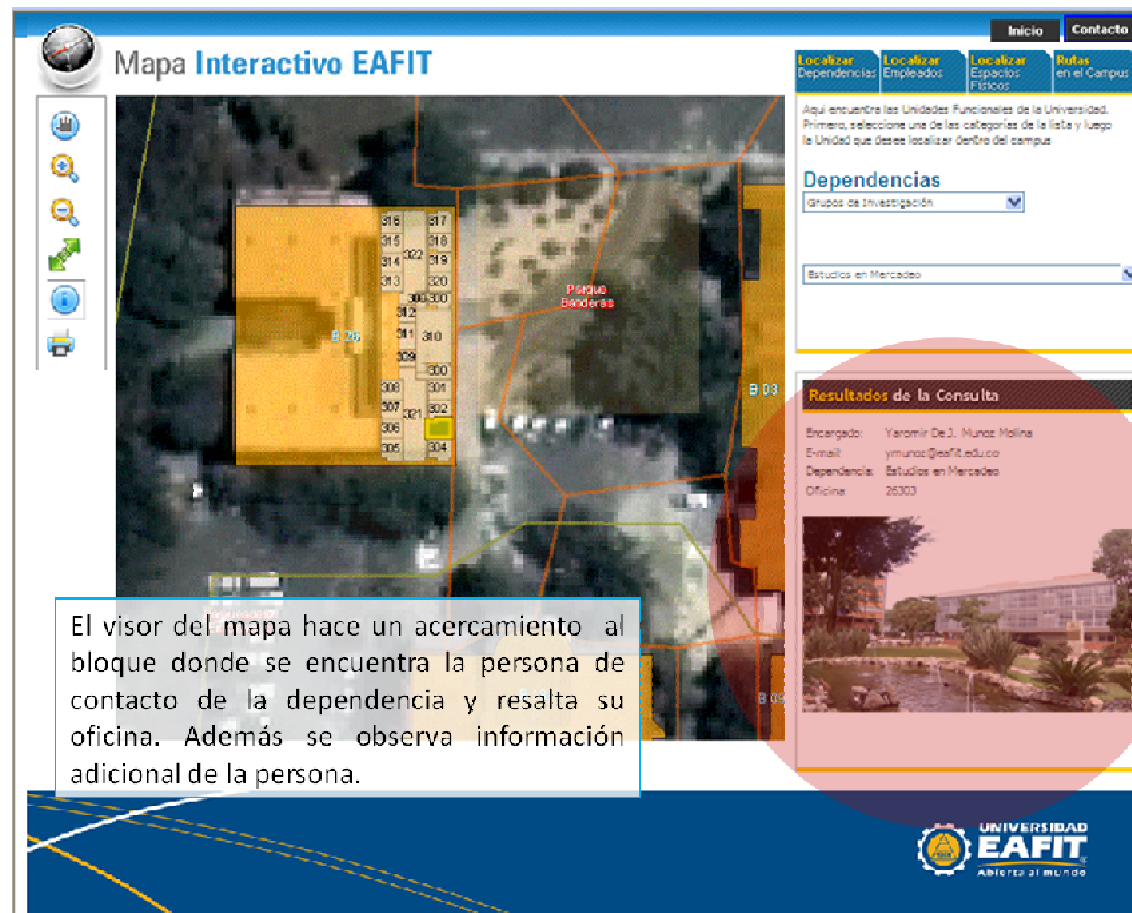 Inicio
Contacto
Mapa Interactivo EAFIT
Localizar
Dependencias
Localizar
Empleados
Localizar
Espacios
Físicos
Rutas
en el Campus
Aquí encuentra las Unidades Funcionales de la Universidad.
Primero, seleccione una de las categorías de la lista y luego
la Unidad que desee localizar dentro del campus
Dependencias
Grupos de Investigación
Estudios en Mercadeo
316 317
315 318
314 322 319
313 320
300
312
B 26 311 310
309
300
308 301
307 321 302
306
305 304
Parque
Banderas
B 03
B 09
Resultados de la Consulta
Encargado: Yaromir De.J. Munoz Molina
E-mail: ymunoz@eafit.edu.co
Dependencia: Estudios en Mercadeo
Oficina: 26303
El visor del mapa hace un acercamiento al
bloque donde se encuentra la persona de
contacto de la dependencia y resalta su
oficina. Además se observa información
adicional de la persona.
UNIVERSIDAD
EAFIT
Abierta al mundo